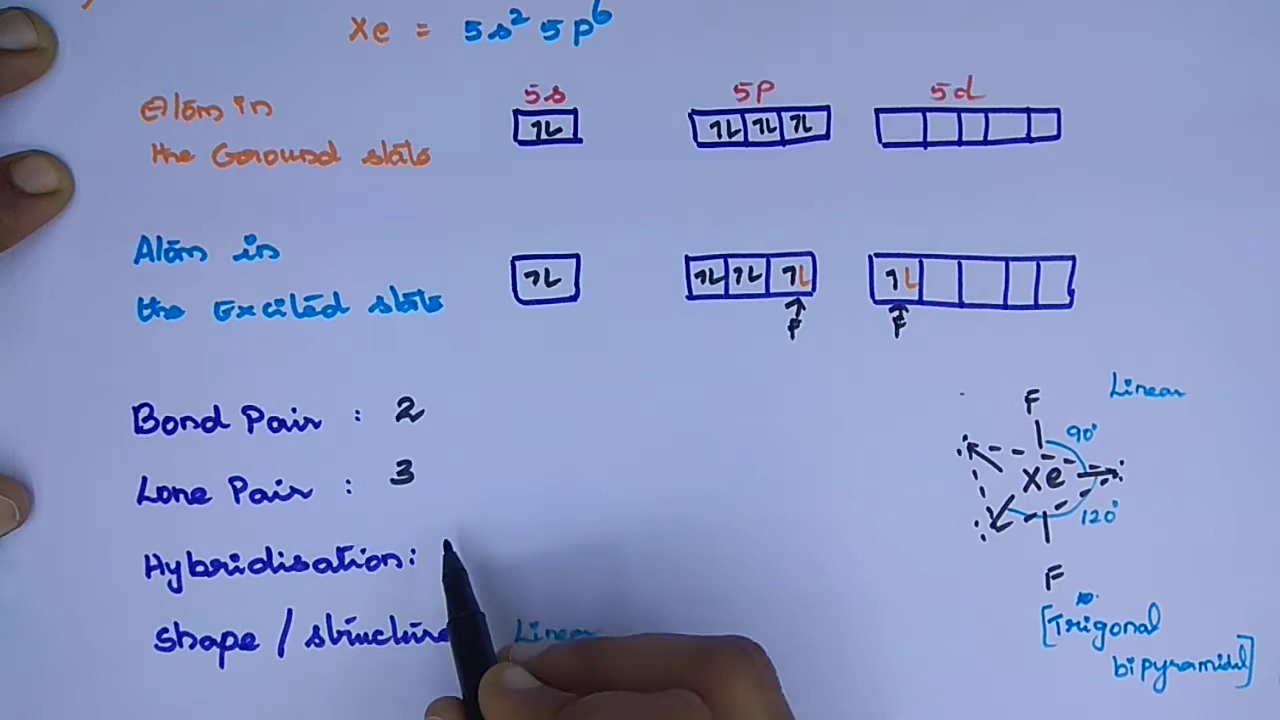 Xe = 5s² 5p⁶
5s 5p 5d
Atom in
the Ground state
Atom in
the Excited state
F F
Bond Pair : 2
Lone Pair : 3
Hybridisation:
Shape / structure Linear
Linear
F
90°
Xe
120°
F
[Trigonal
bipyramidal]